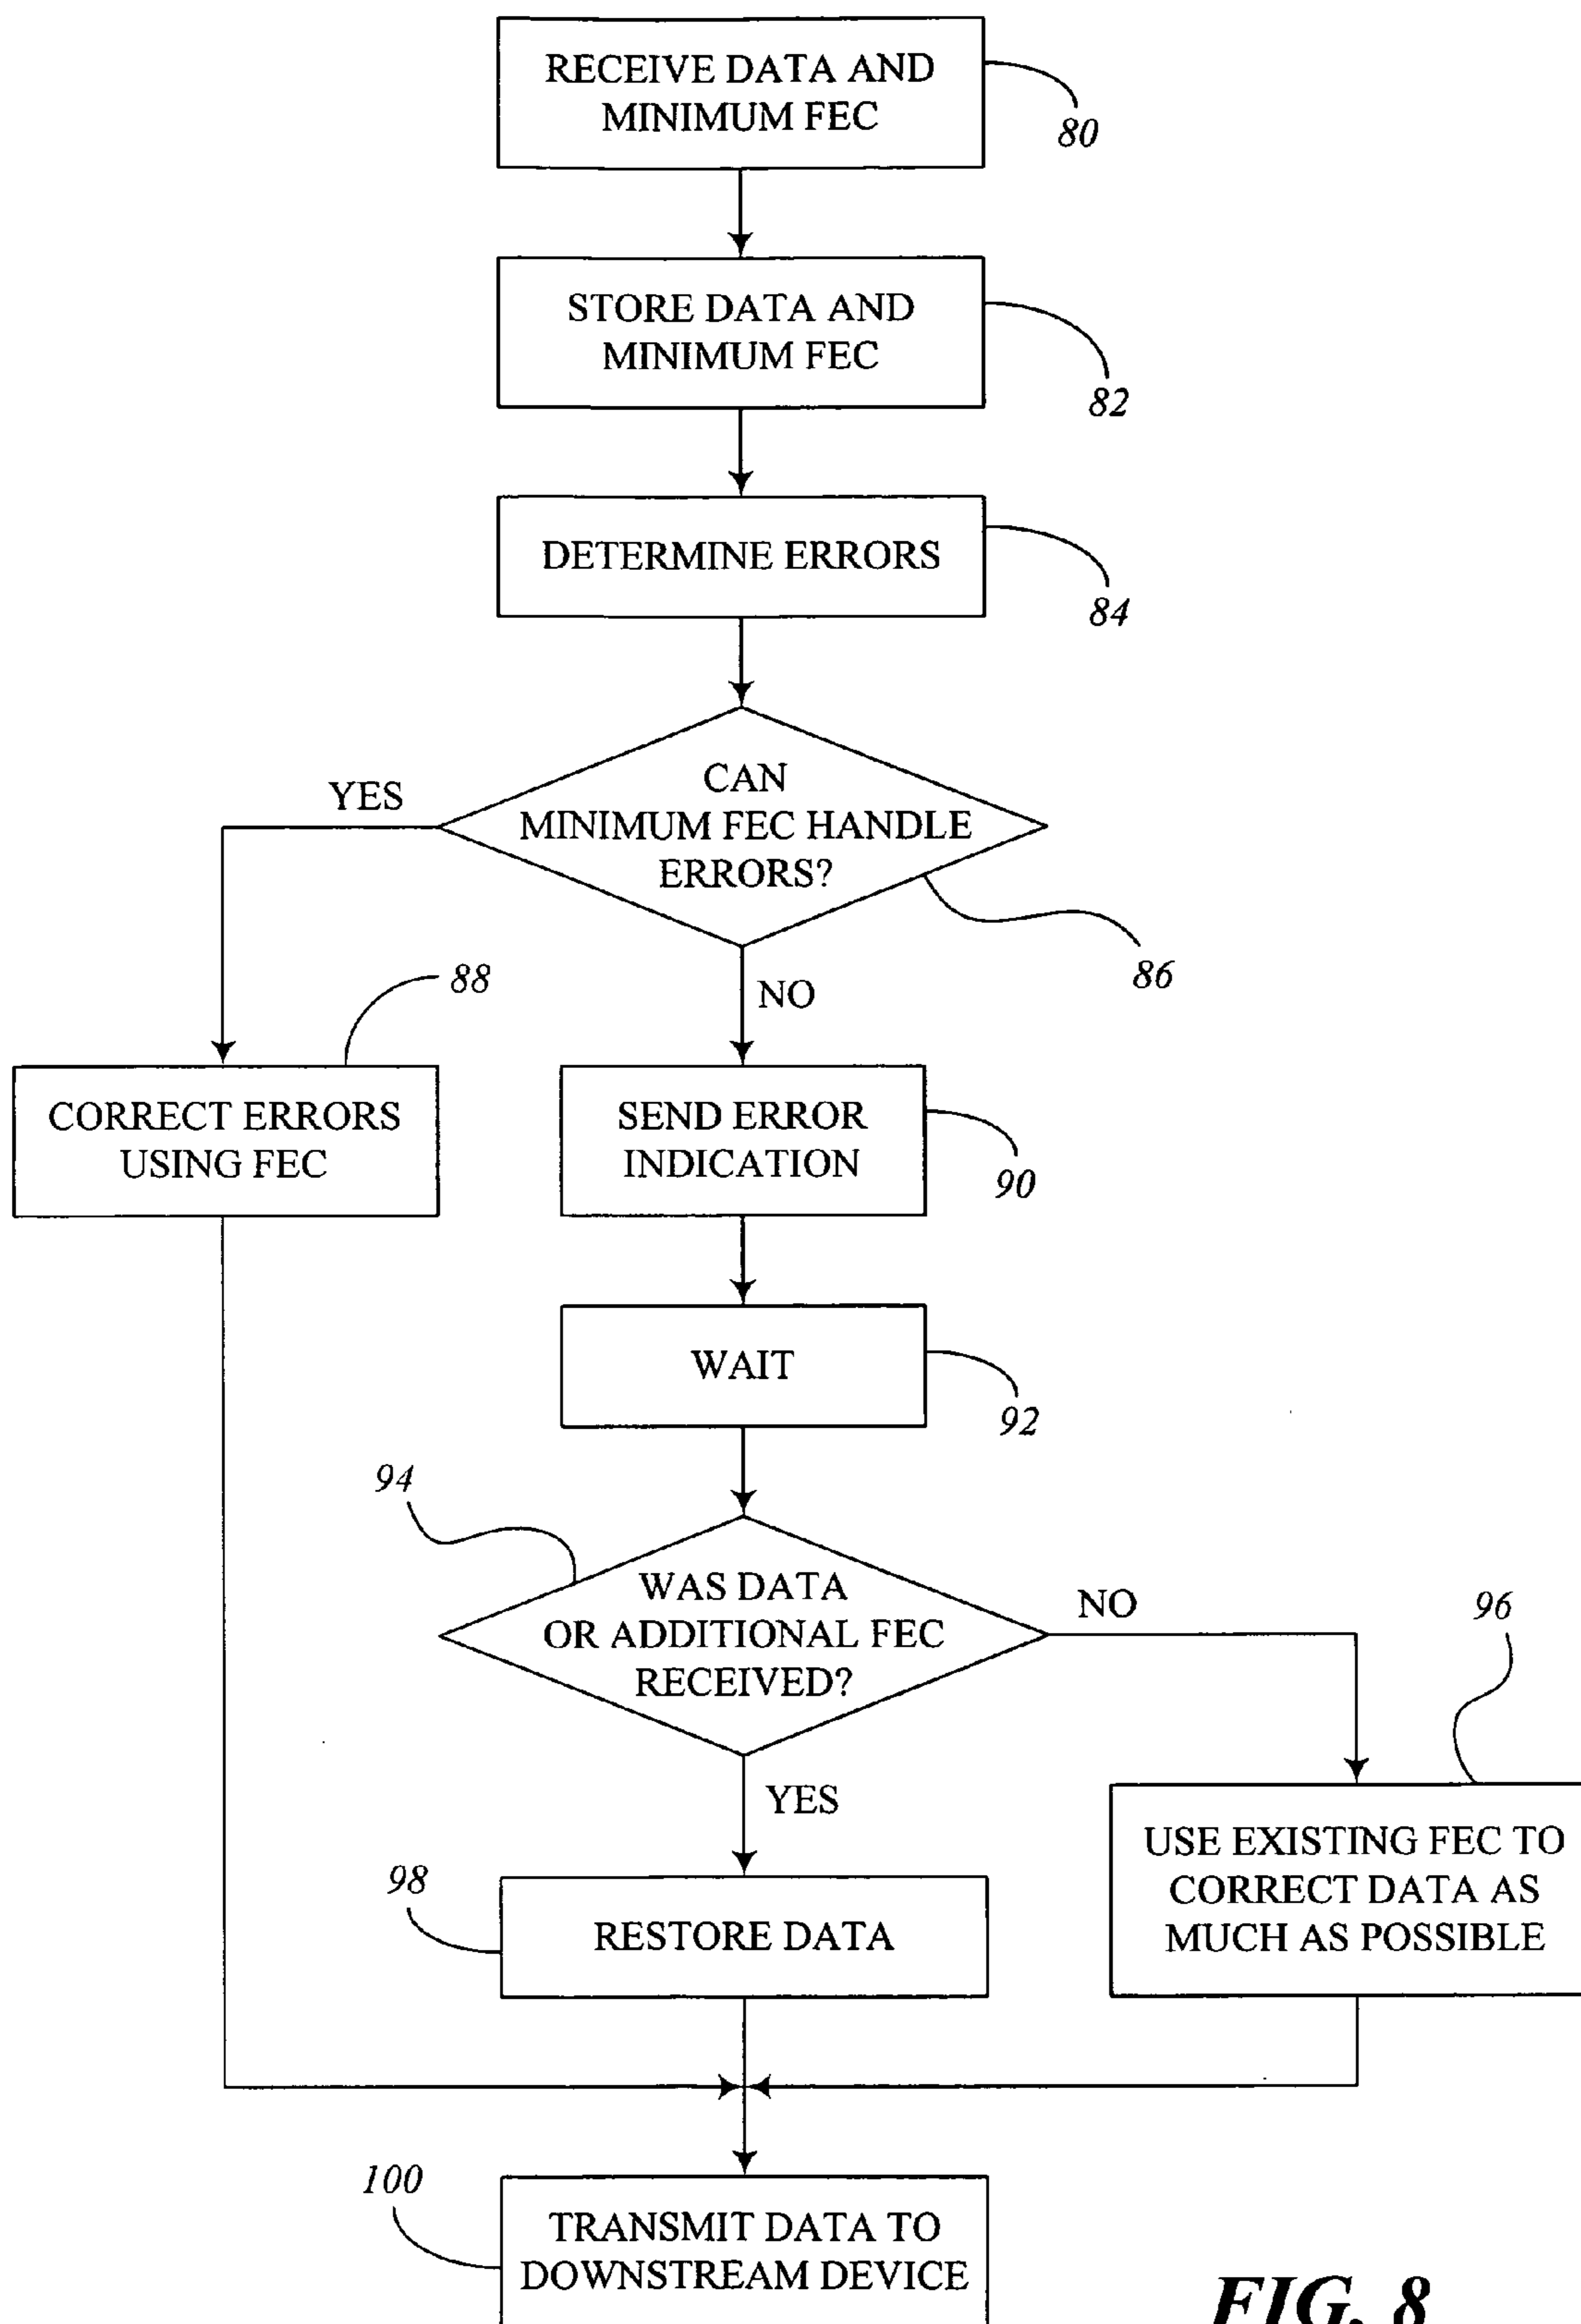 RECEIVE DATA AND
MINIMUM FEC
80
STORE DATA AND
MINIMUM FEC
82
DETERMINE ERRORS
84
CAN
MINIMUM FEC HANDLE
ERRORS?
YES
86
88
NO
CORRECT ERRORS
USING FEC
SEND ERROR
INDICATION
90
WAIT
92
94
WAS DATA
OR ADDITIONAL FEC
RECEIVED?
NO
96
YES
USE EXISTING FEC TO
CORRECT DATA AS
MUCH AS POSSIBLE
98
RESTORE DATA
100
TRANSMIT DATA TO
DOWNSTREAM DEVICE
FIG. 8